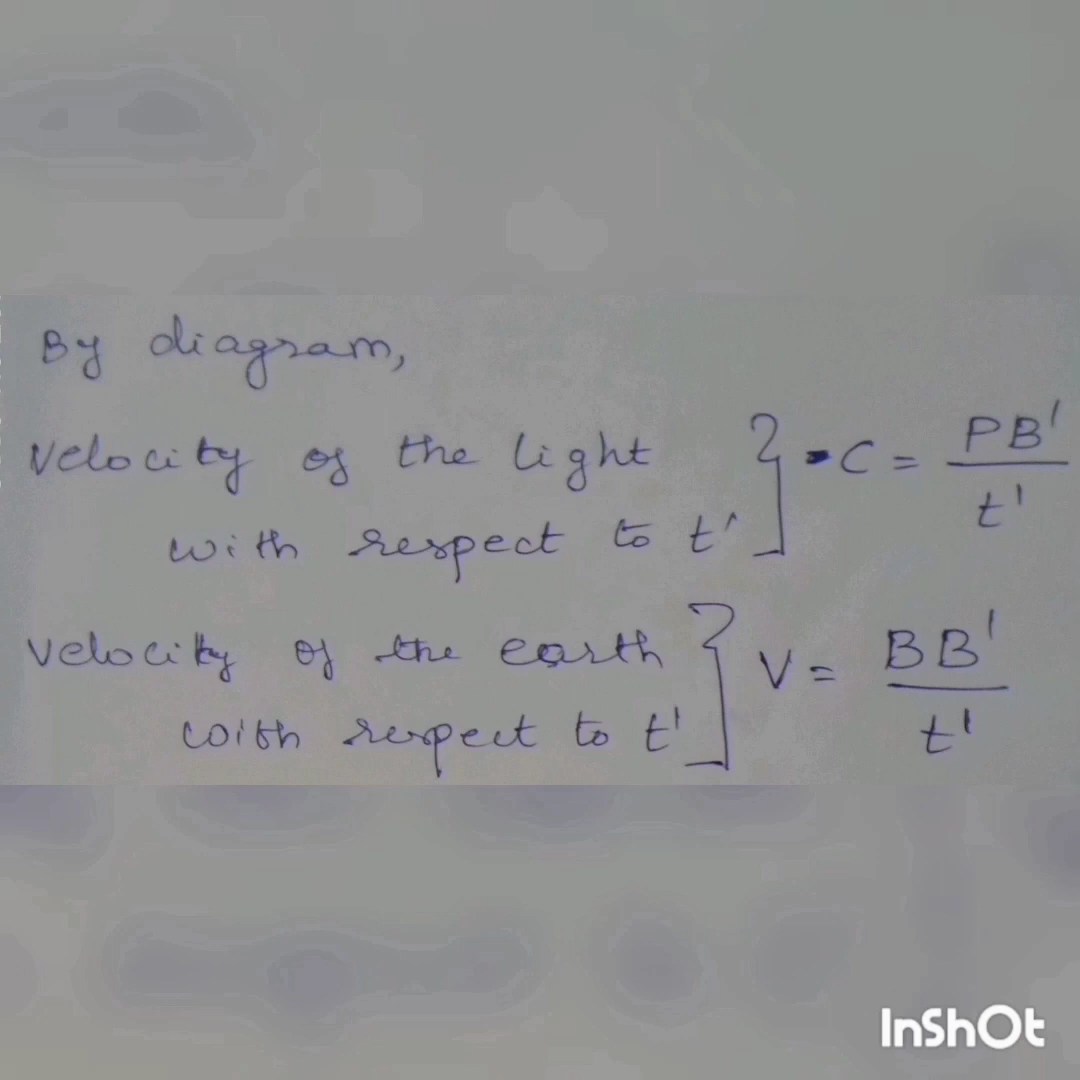 By diagram,
Velocity of the light } C = PB'/t'
with respect to t'
Velocity of the earth } V = BB'/t'
with respect to t'
InShOt